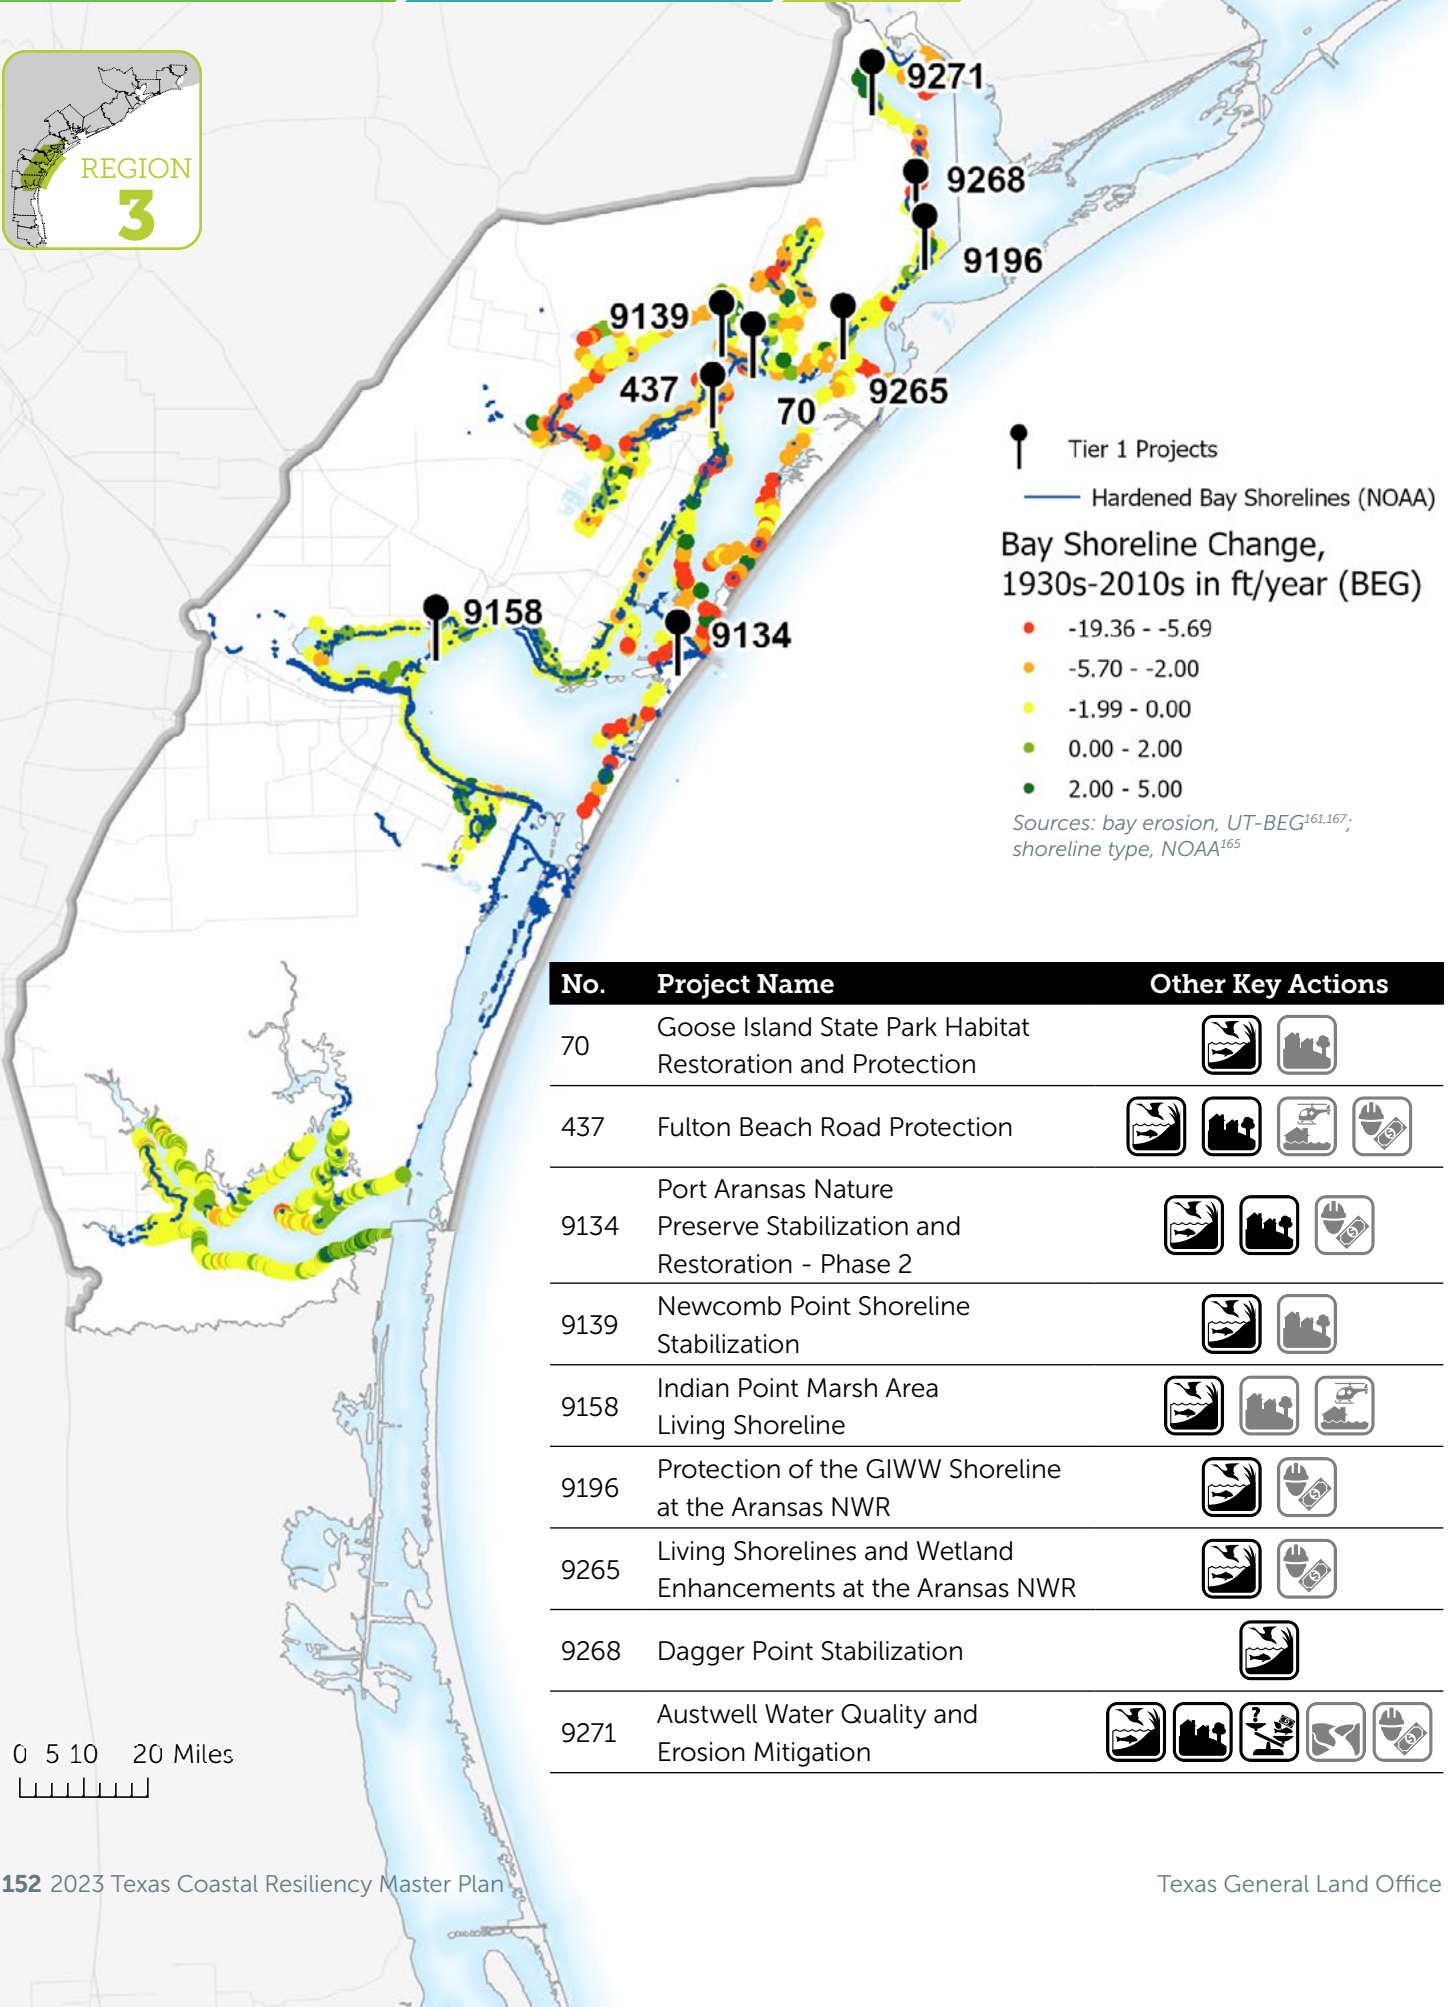 REGION
3
9271
9268
9196
9139
437
70
9265
9158
9134
Tier 1 Projects
Hardened Bay Shorelines (NOAA)
Bay Shoreline Change,
1930s-2010s in ft/year (BEG)
-19.36 - -5.69
-5.70 - -2.00
-1.99 - 0.00
0.00 - 2.00
2.00 - 5.00
Sources: bay erosion, UT-BEG161,167;
shoreline type, NOAA165
No. Project Name Other Key Actions
70 Goose Island State Park Habitat
Restoration and Protection
437 Fulton Beach Road Protection
9134 Port Aransas Nature
Preserve Stabilization and
Restoration - Phase 2
9139 Newcomb Point Shoreline
Stabilization
9158 Indian Point Marsh Area
Living Shoreline
9196 Protection of the GIWW Shoreline
at the Aransas NWR
9265 Living Shorelines and Wetland
Enhancements at the Aransas NWR
9268 Dagger Point Stabilization
9271 Austwell Water Quality and
Erosion Mitigation
?
0 5 10 20 Miles
152 2023 Texas Coastal Resiliency Master Plan
Texas General Land Office